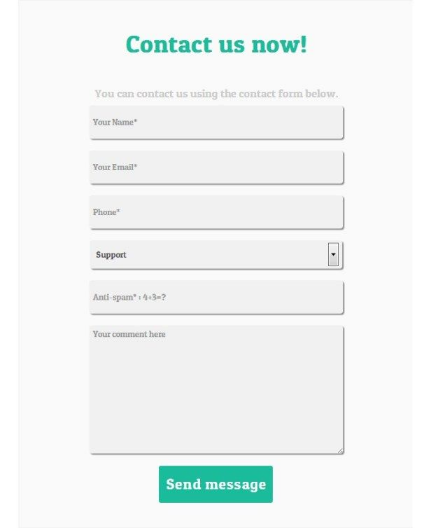 Contact us now!
You can contact us using the contact form below.
Your Name*
Your Email*
Phone*
Support
Anti-spam* : 4+3=?
Your comment here
Send message